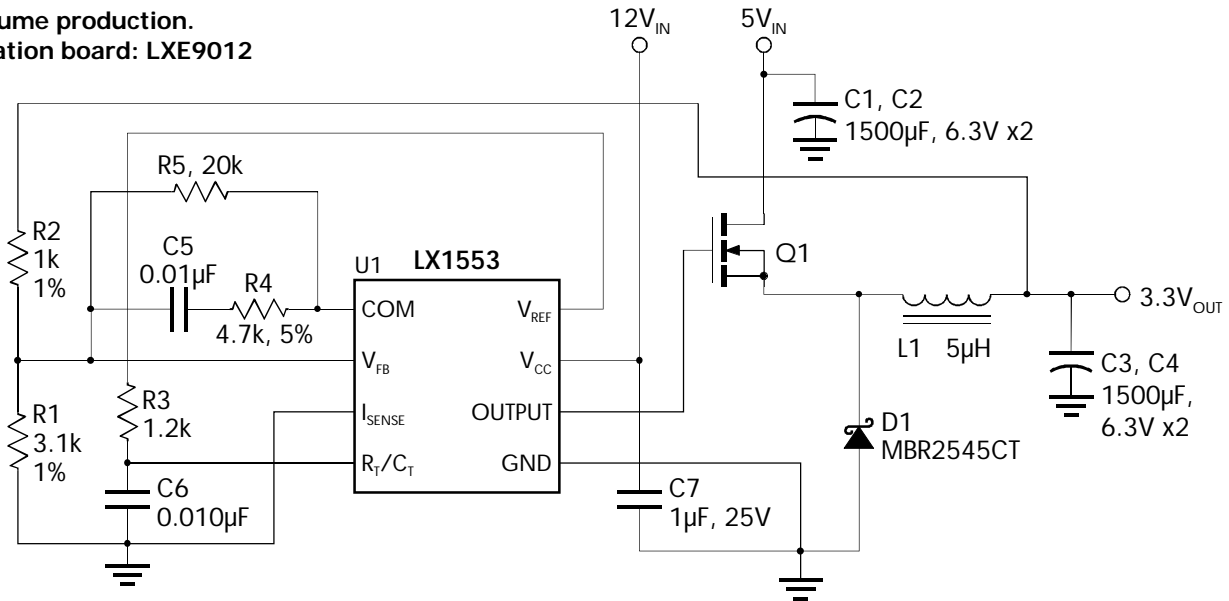 ume production.
ation board: LXE9012
12V_IN
5V_IN
C1, C2
1500µF, 6.3V x2
R5, 20k
R2
1k
1%
C5
0.01µF
R4
4.7k, 5%
U1
LX1553
COM
V_FB
I_SENSE
R_T/C_T
V_REF
V_CC
OUTPUT
GND
Q1
3.3V_OUT
L1 5µH
C3, C4
1500µF,
6.3V x2
R1
3.1k
1%
R3
1.2k
D1
MBR2545CT
C6
0.010µF
C7
1µF, 25V